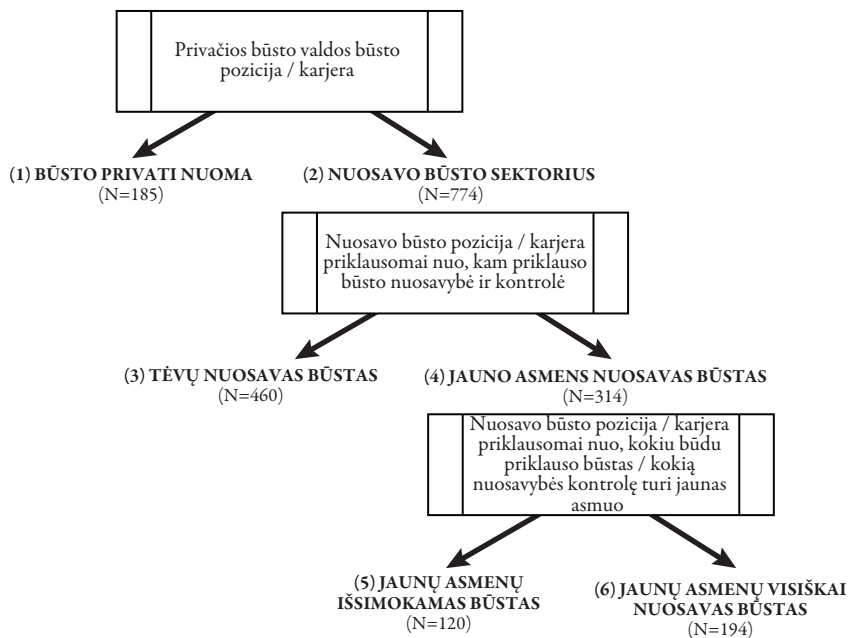 Privačios būsto valdos būsto
pozicija / karjera
(1) BŪSTO PRIVATI NUOMA
(N=185)
(2) NUOSAVO BŪSTO SEKTORIUS
(N=774)
Nuosavo būsto pozicija / karjera
priklausomai nuo, kam priklauso
būsto nuosavybė ir kontrolė
(3) TĖVŲ NUOSAVAS BŪSTAS
(N=460)
(4) JAUNO ASMENS NUOSAVAS BŪSTAS
(N=314)
Nuosavo būsto pozicija / karjera
priklausomai nuo, kokiu būdu
priklauso būstas / kokią
nuosavybės kontrolę turi jaunas
asmuo
(5) JAUNŲ ASMENŲ
IŠSIMOKAMAS BŪSTAS
(N=120)
(6) JAUNŲ ASMENŲ VISIŠKAI
NUOSAVAS BŪSTAS
(N=194)